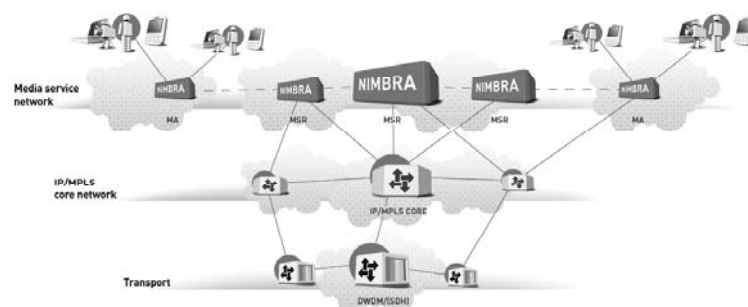 NIMBRA
NIMBRA
NIMBRA
NIMBRA
NIMBRA
Media service
network
MA
MSR
MSR
MSR
MA
IP/MPLS
core network
IP/MPLS CORE
Transport
DWDM/(SDH)